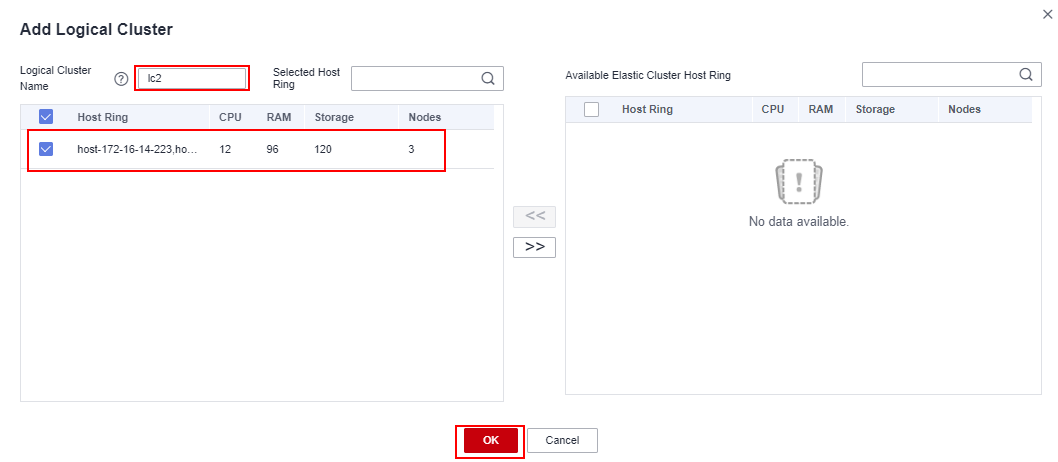 Add Logical Cluster
Logical Cluster
Name
?
lc2
Selected Host
Ring
Host Ring CPU RAM Storage Nodes
host-172-16-14-223,ho... 12 96 120 3
<<
>>
Available Elastic Cluster Host Ring
Host Ring CPU RAM Storage Nodes
No data available.
OK Cancel